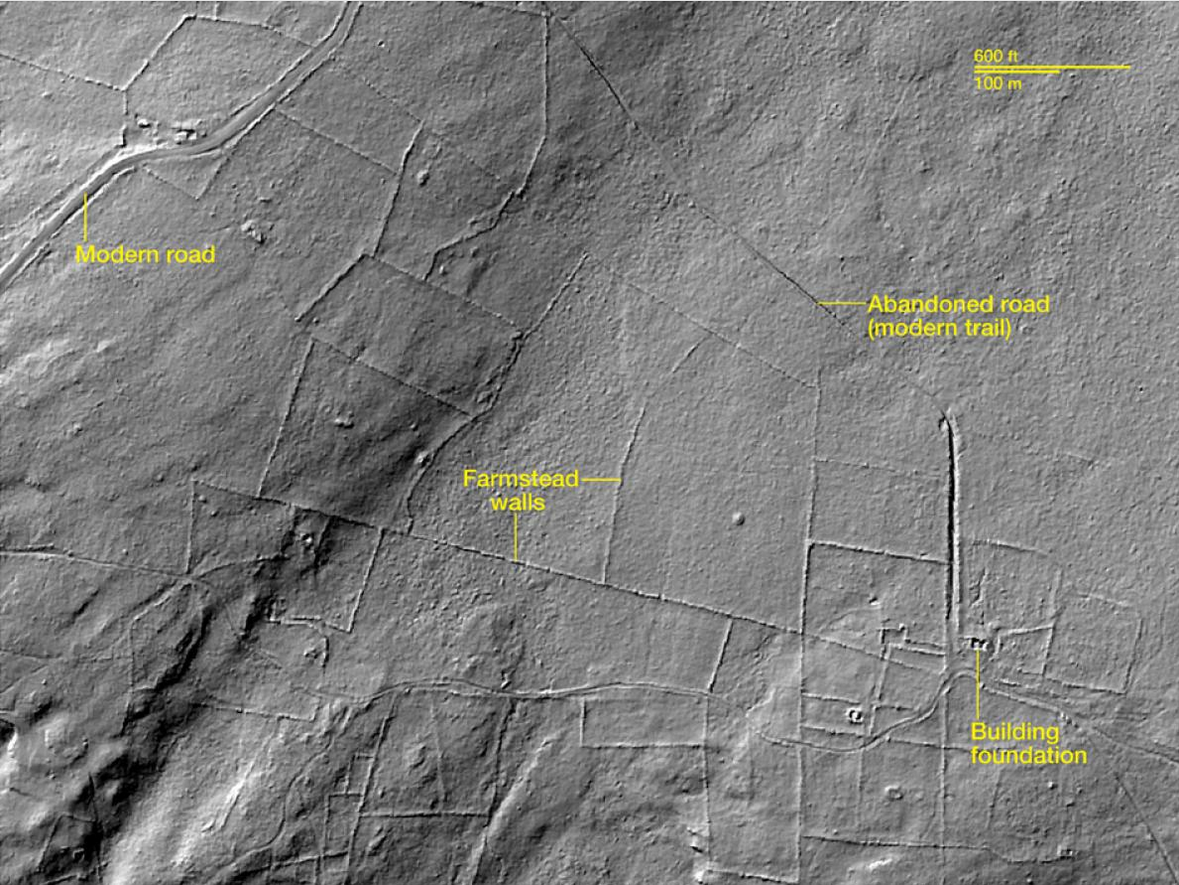 600 ft
100 m
Modern road
Abandoned road
(modern trail)
Farmstead
walls
Building
foundation